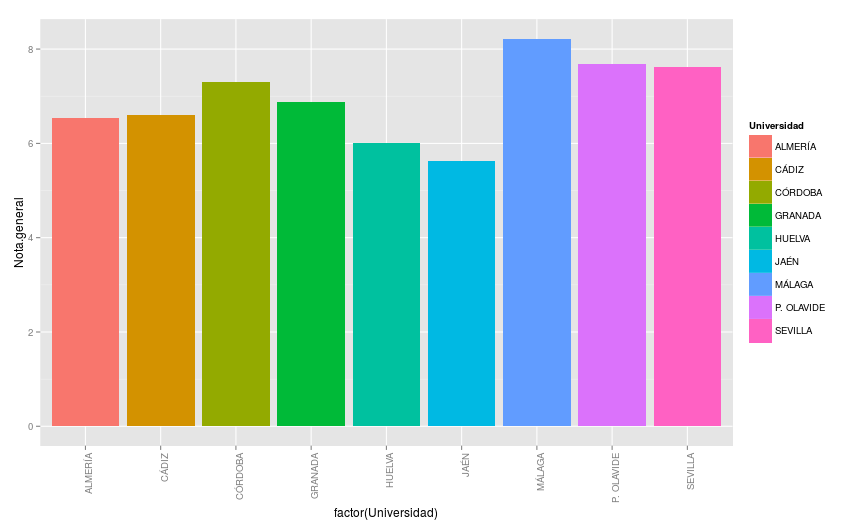 Nota.general
8
6
4
2
0
ALMERÍA
CÁDIZ
CÓRDOBA
GRANADA
HUELVA
JAÉN
MÁLAGA
P. OLAVIDE
SEVILLA
factor(Universidad)
Universidad
ALMERÍA
CÁDIZ
CÓRDOBA
GRANADA
HUELVA
JAÉN
MÁLAGA
P. OLAVIDE
SEVILLA